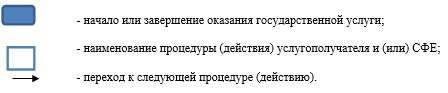 - начало или завершение оказания государственной услуги;
- наименование процедуры (действия) услугополучателя и (или) СФЕ;
- переход к следующей процедуре (действию).